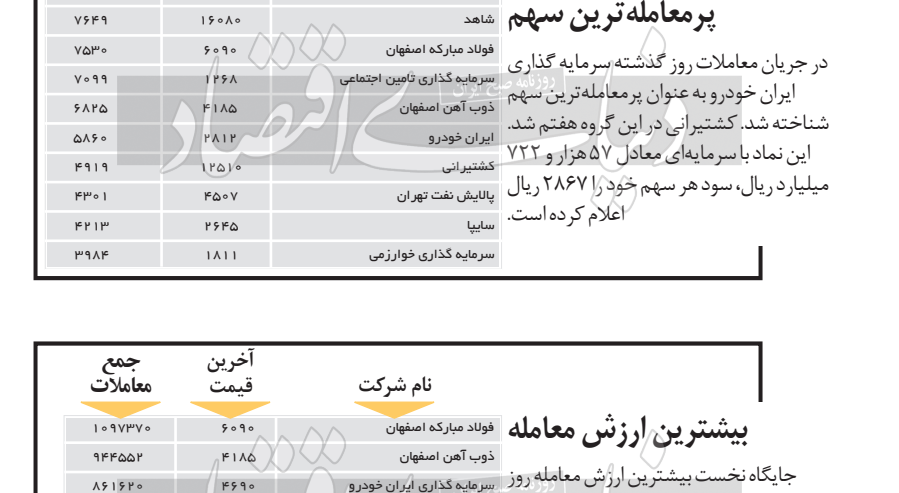 پرمعامله‌ترین سهم
در جریان معاملات روز گذشته سرمایه گذاری
ایران خودرو به عنوان پرمعامله‌ترین سهم
شناخته شد. کشتیرانی در این گروه هفتم شد.
این نماد با سرمایه‌ای معادل ۵۷ هزار و ۷۲۲
میلیارد ریال، سود هر سهم خود را ۲۸۶۷ ریال
اعلام کرده است.
شاهد ۱۶۰۸۰ ۷۶۴۹
فولاد مبارکه اصفهان ۶۰۹۰ ۷۵۳۰
سرمایه گذاری تامین اجتماعی ۱۲۶۸ ۷۰۹۹
ذوب آهن اصفهان ۴۱۸۵ ۶۸۲۵
ایران خودرو ۲۸۱۲ ۵۸۶۰
کشتیرانی ۱۲۵۱۰ ۴۹۱۹
پالایش نفت تهران ۴۵۰۷ ۴۳۰۱
سایپا ۲۶۴۵ ۴۲۱۳
سرمایه گذاری خوارزمی ۱۸۱۱ ۳۹۸۴
بیشترین ارزش معامله
جایگاه نخست بیشترین ارزش معامله روز
نام شرکت آخرین قیمت جمع معاملات
فولاد مبارکه اصفهان ۶۰۹۰ ۱۰۹۷۳۷۰
ذوب آهن اصفهان ۴۱۸۵ ۹۴۴۵۵۲
سرمایه گذاری ایران خودرو ۴۶۹۰ ۸۶۱۶۲۰
روزنامه صبح ایران
دنیای اقتصاد